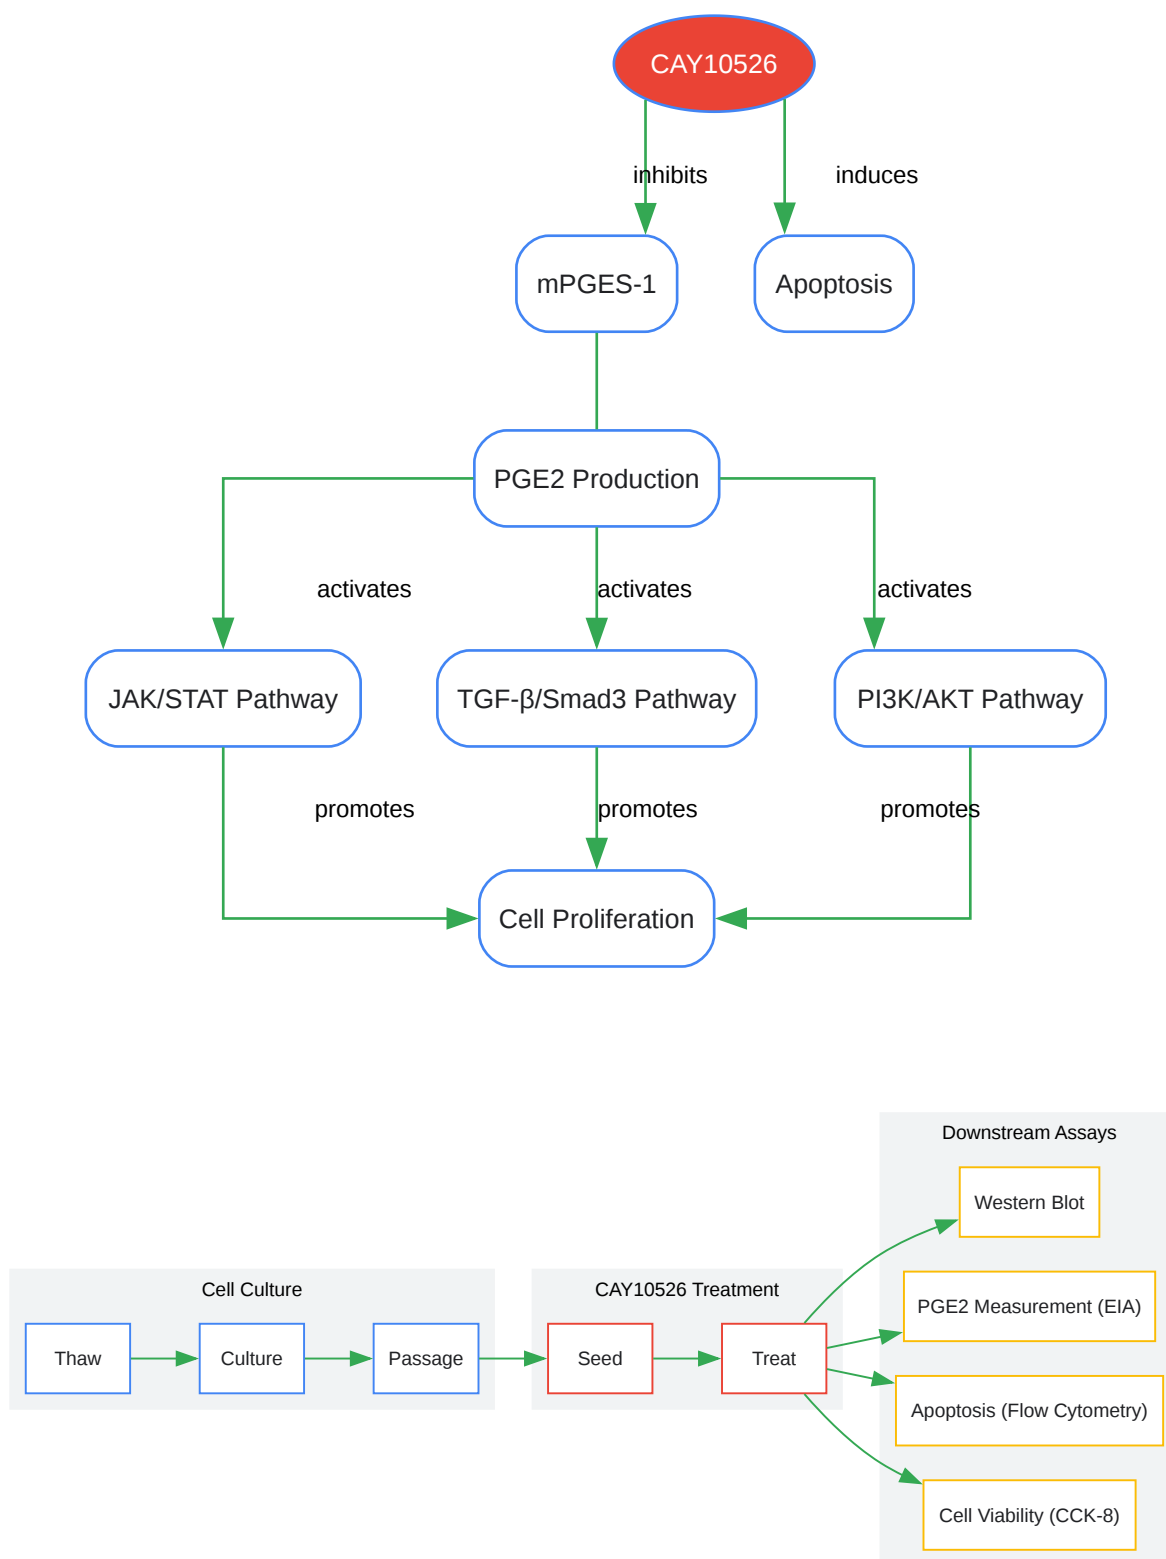 CAY10526
inhibits
induces
mPGES-1
Apoptosis
PGE2 Production
activates
activates
activates
JAK/STAT Pathway
TGF-β/Smad3 Pathway
PI3K/AKT Pathway
promotes
promotes
promotes
Cell Proliferation
Downstream Assays
Western Blot
Cell Culture
CAY10526 Treatment
PGE2 Measurement (EIA)
Thaw
Culture
Passage
Seed
Treat
Apoptosis (Flow Cytometry)
Cell Viability (CCK-8)